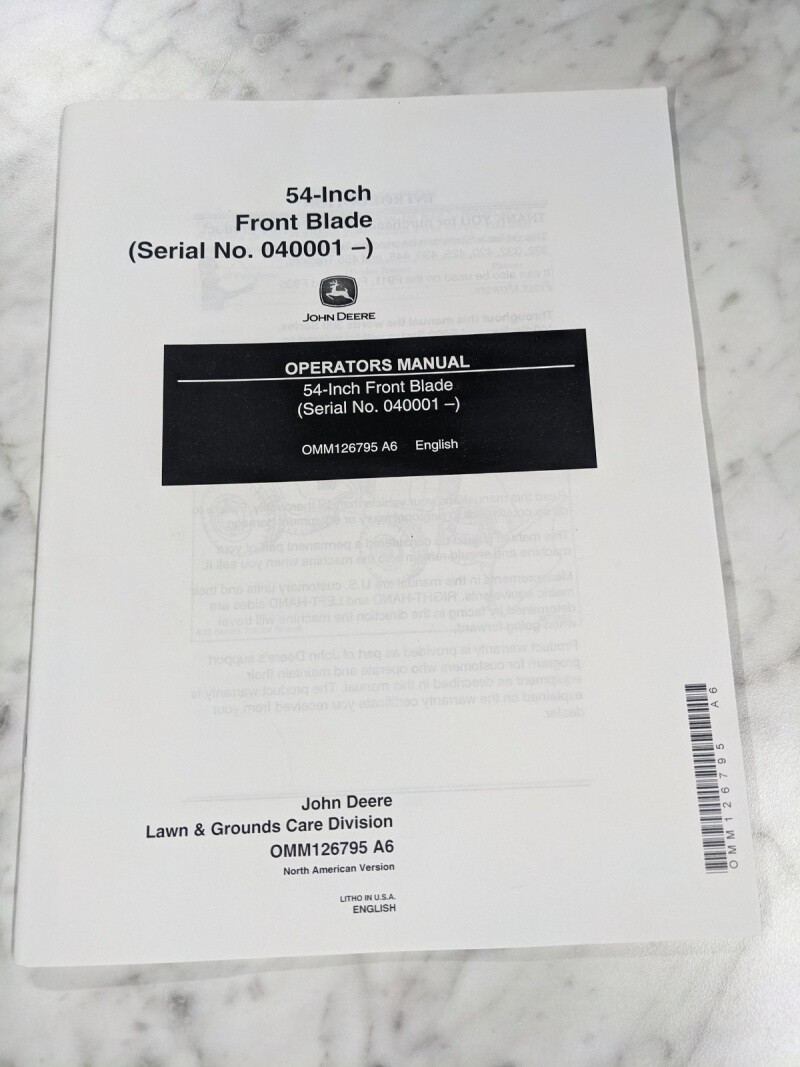 54-Inch
Front Blade
(Serial No. 040001 –)
JOHN DEERE
OPERATORS MANUAL
54-Inch Front Blade
(Serial No. 040001 –)
OMM126795 A6 English
John Deere
Lawn & Grounds Care Division
OMM126795 A6
North American Version
LITHO IN U.S.A.
ENGLISH
OMM126795 A6